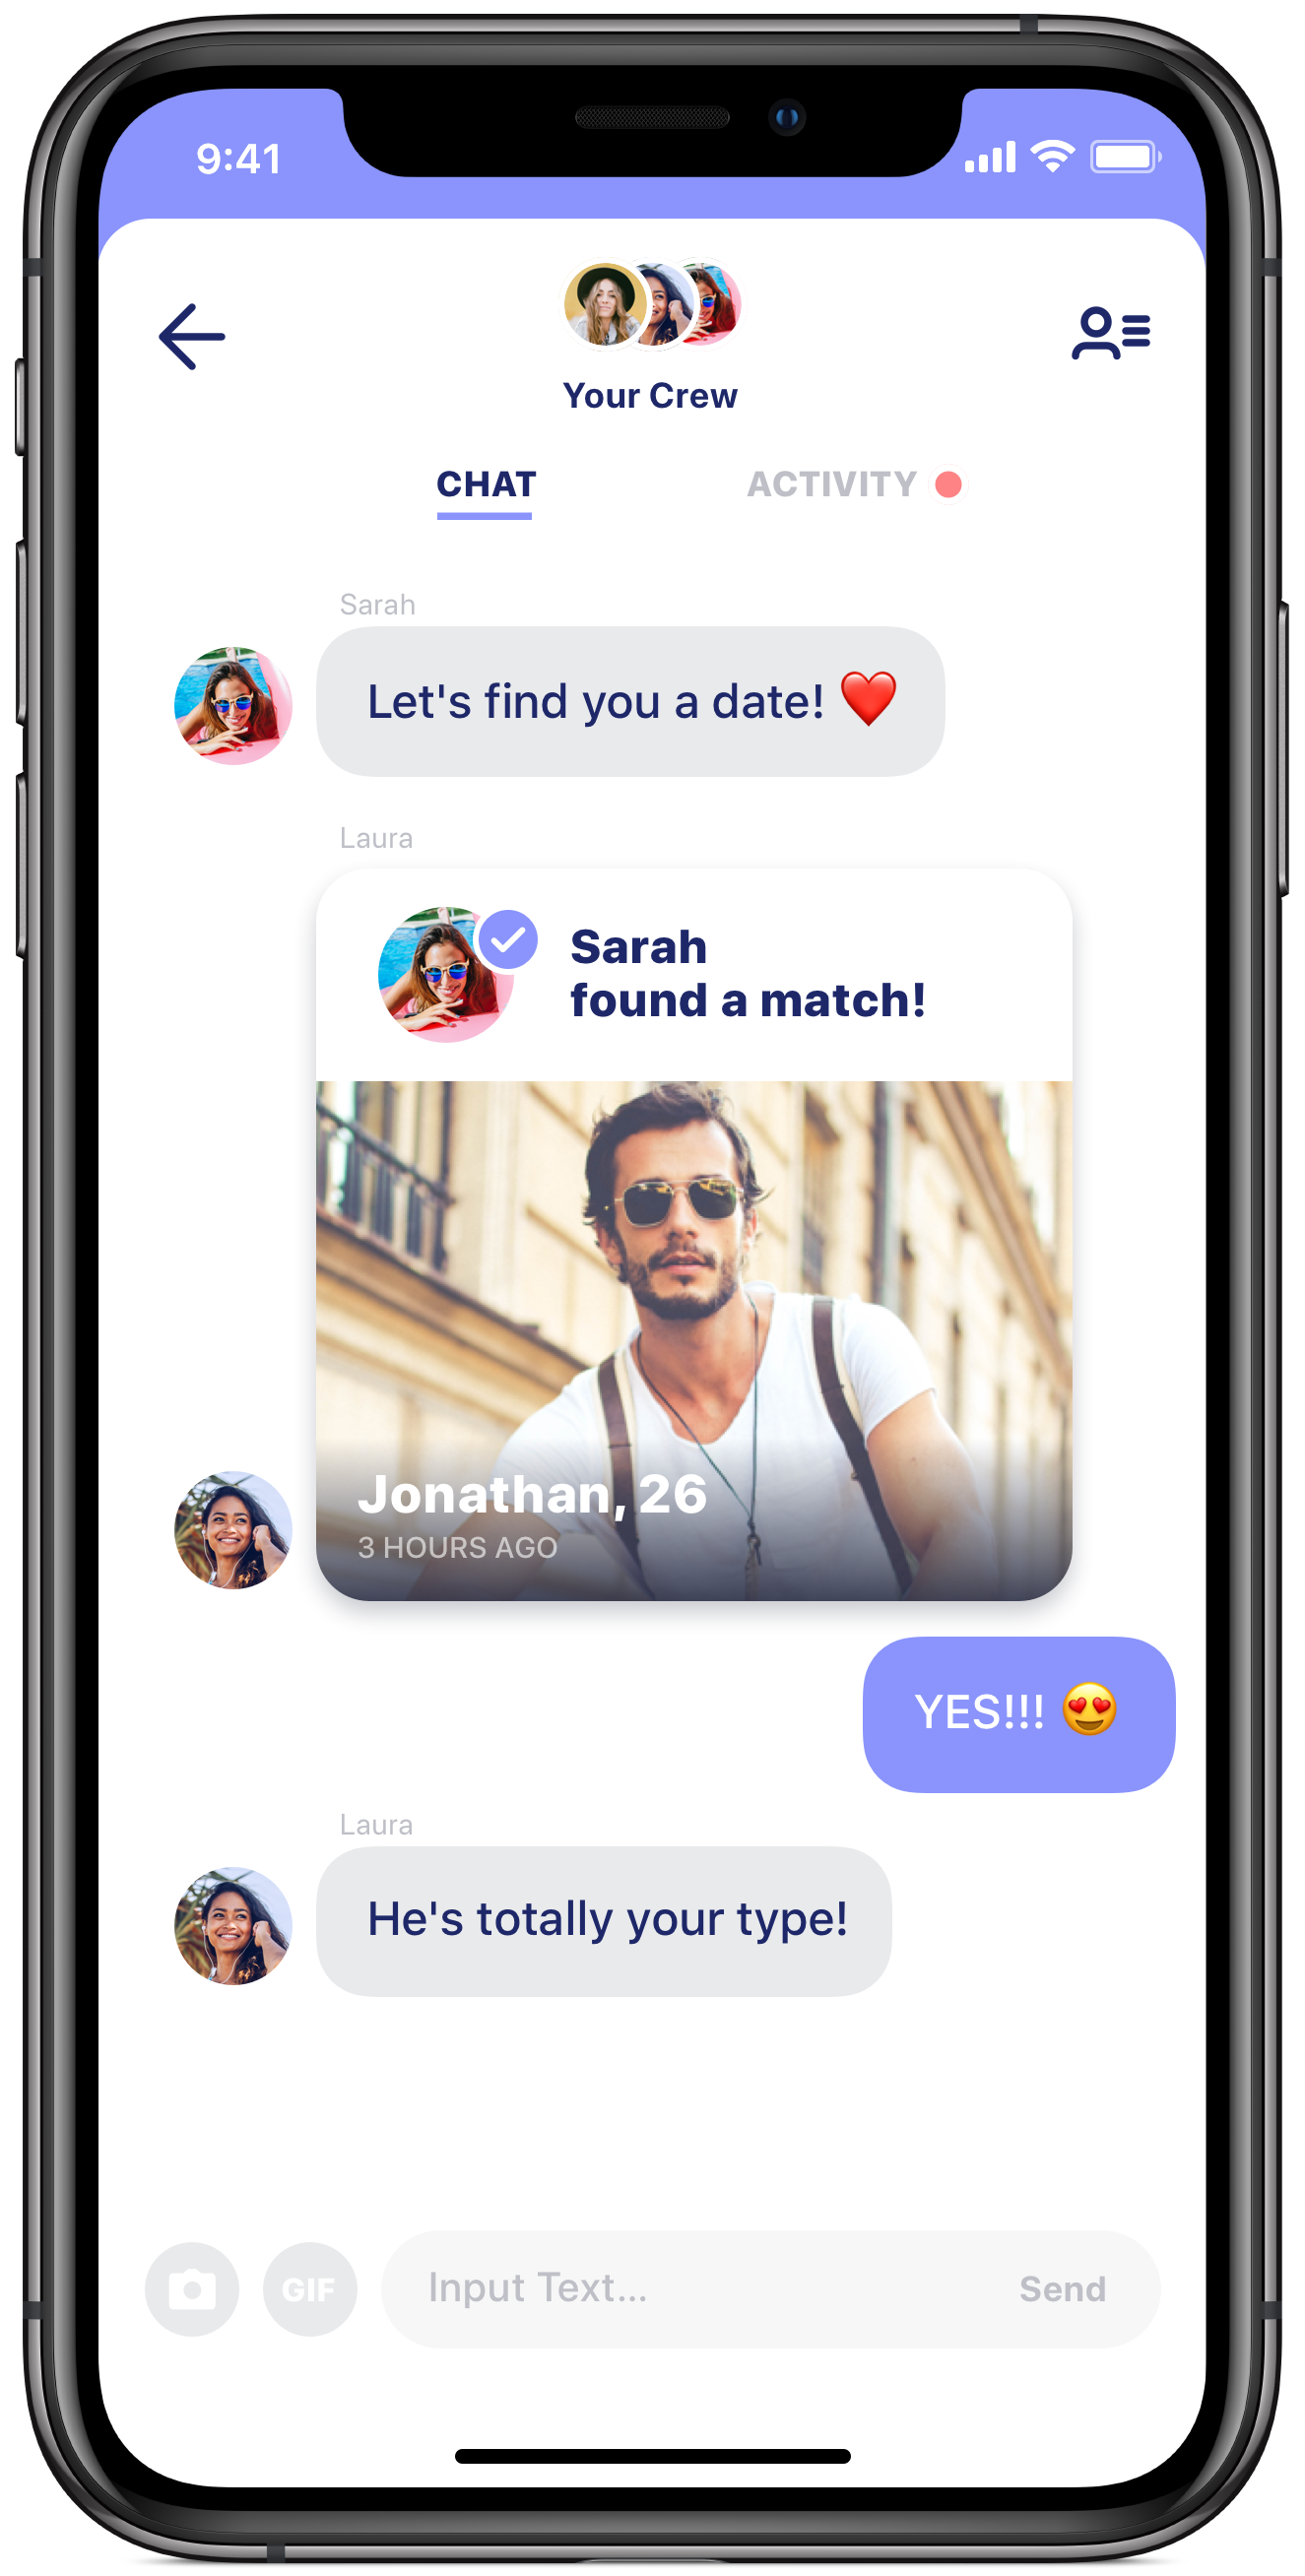 9:41
Your Crew
CHAT
ACTIVITY
Sarah
Let's find you a date! ❤️
Laura
Sarah
found a match!
Jonathan, 26
3 HOURS AGO
YES!!! 😍
Laura
He's totally your type!
GIF
Input Text...
Send